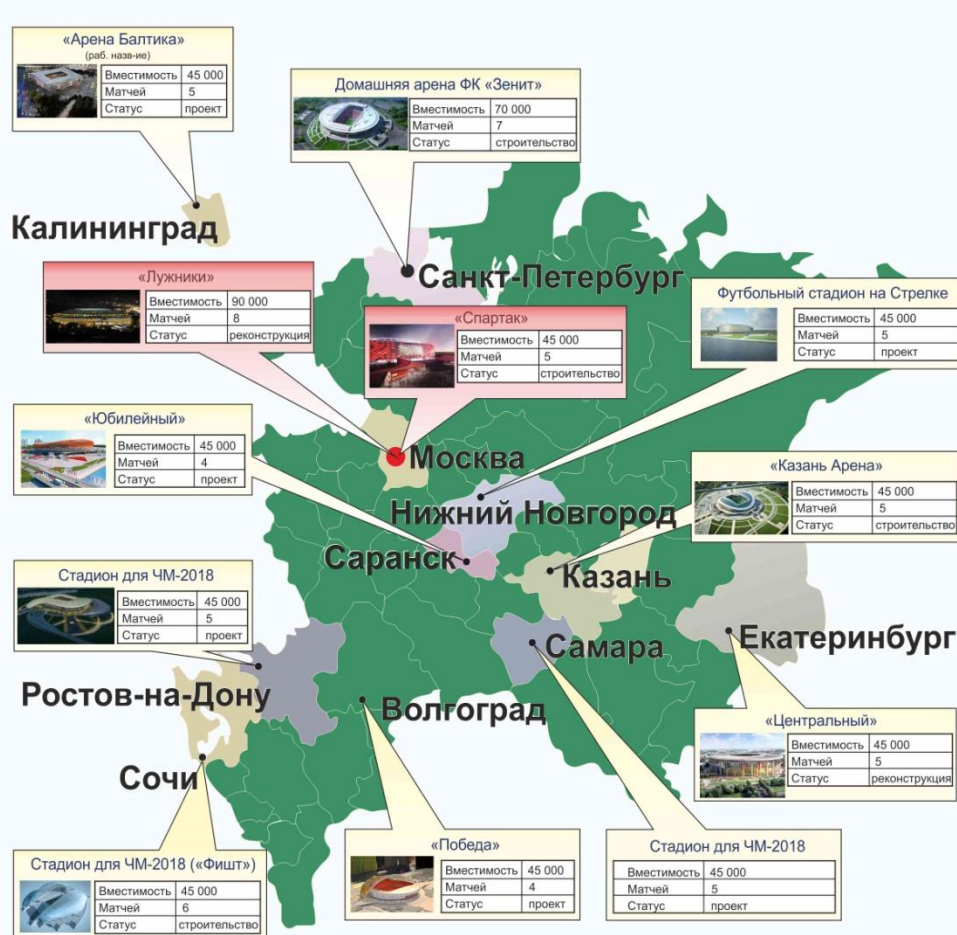 «Арена Балтика»
(раб. назв-ие)
Вместимость 45 000
Матчей 5
Статус проект
Домашняя арена ФК «Зенит»
Вместимость 70 000
Матчей 7
Статус строительство
Калининград
Санкт-Петербург
«Лужники»
Вместимость 90 000
Матчей 8
Статус реконструкция
«Спартак»
Вместимость 45 000
Матчей 5
Статус строительство
Футбольный стадион на Стрелке
Вместимость 45 000
Матчей 5
Статус проект
«Юбилейный»
Вместимость 45 000
Матчей 4
Статус проект
Москва
«Казань Арена»
Вместимость 45 000
Матчей 5
Статус строительство
Нижний Новгород
Саранск
Казань
Стадион для ЧМ-2018
Вместимость 45 000
Матчей 5
Статус проект
Самара
Екатеринбург
Ростов-на-Дону
Волгоград
«Центральный»
Вместимость 45 000
Матчей 5
Статус реконструкция
Сочи
Стадион для ЧМ-2018 («Фишт»)
Вместимость 45 000
Матчей 6
Статус строительство
«Победа»
Вместимость 45 000
Матчей 4
Статус проект
Стадион для ЧМ-2018
Вместимость 45 000
Матчей 5
Статус проект